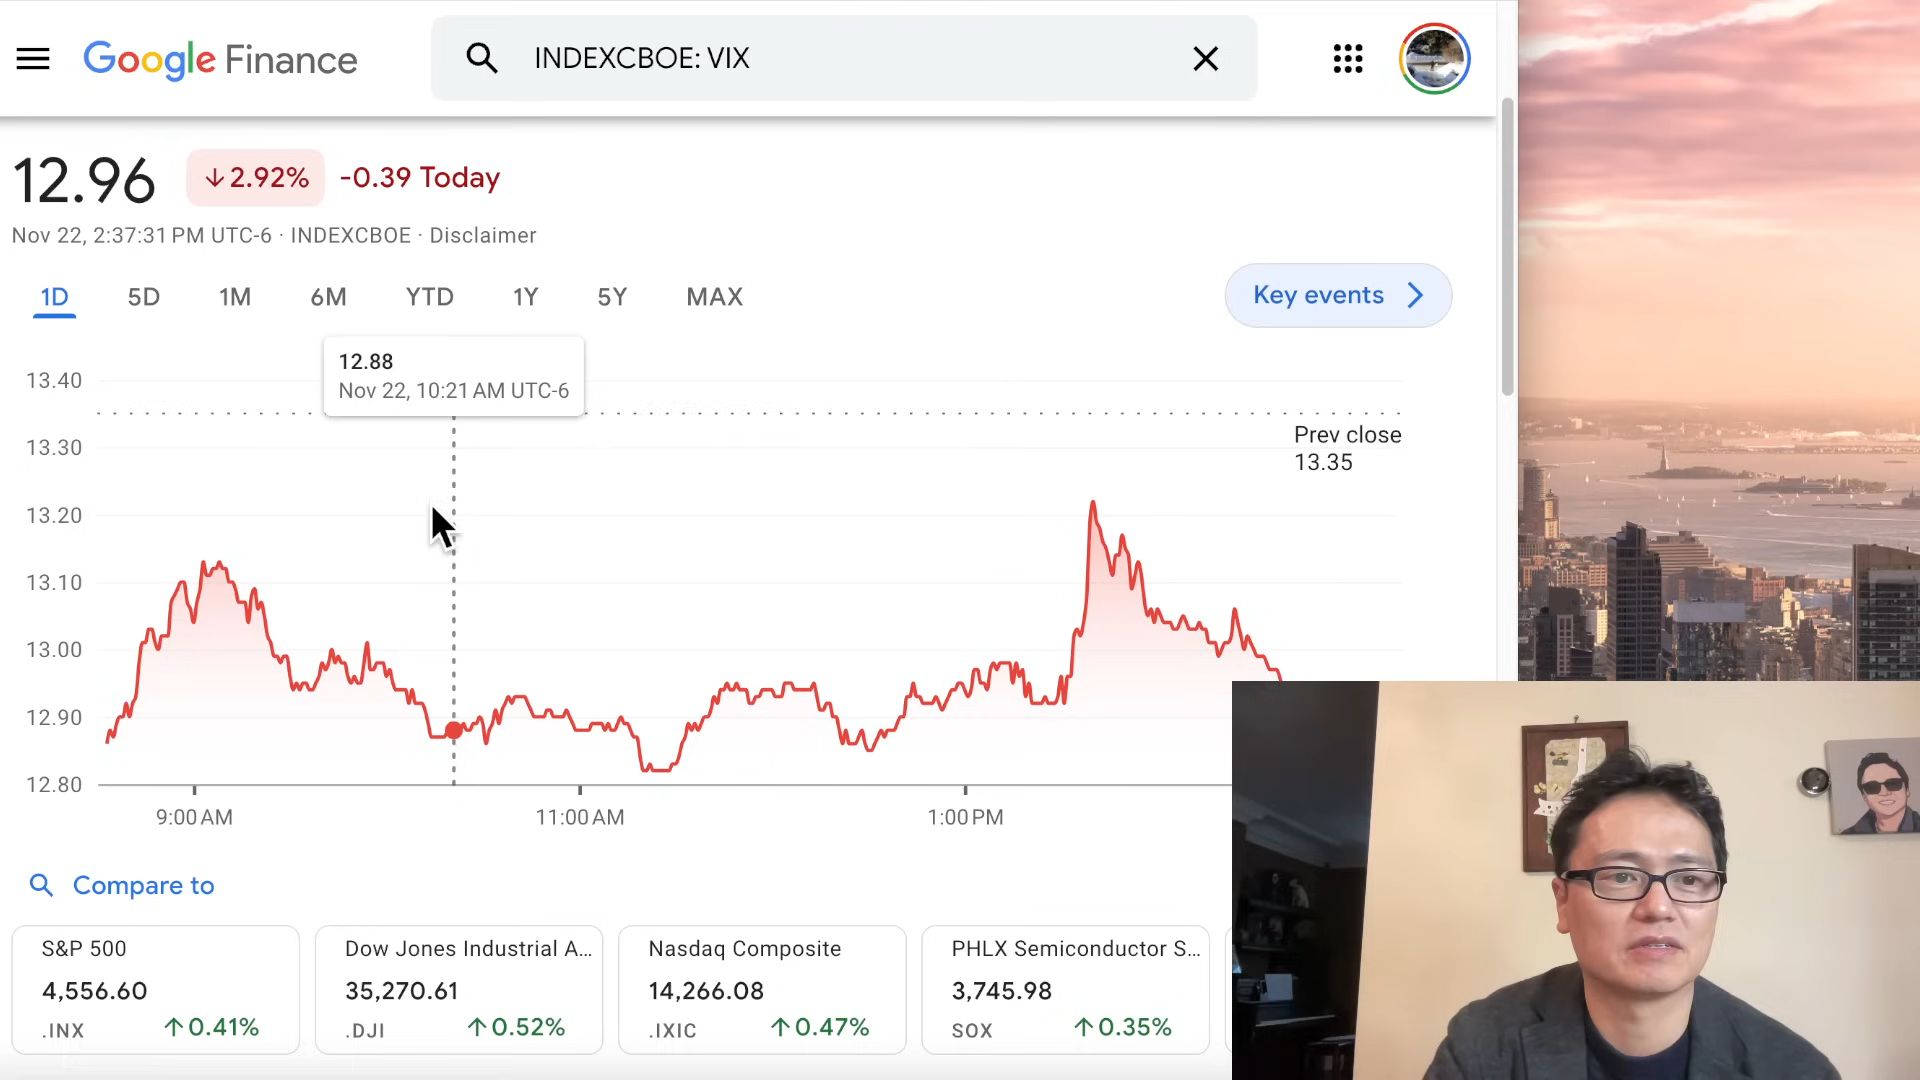 Google Finance
INDEXCBOE: VIX
12.96
↓2.92%
-0.39 Today
Nov 22, 2:37:31 PM UTC-6 · INDEXCBOE · Disclaimer
1D 5D 1M 6M YTD 1Y 5Y MAX
Key events
12.88
Nov 22, 10:21 AM UTC-6
Prev close
13.35
13.40
13.30
13.20
13.10
13.00
12.90
12.80
9:00 AM 11:00 AM 1:00 PM
Compare to
S&P 500
4,556.60
.INX ↑0.41%
Dow Jones Industrial A...
35,270.61
.DJI ↑0.52%
Nasdaq Composite
14,266.08
.IXIC ↑0.47%
PHLX Semiconductor S...
3,745.98
SOX ↑0.35%